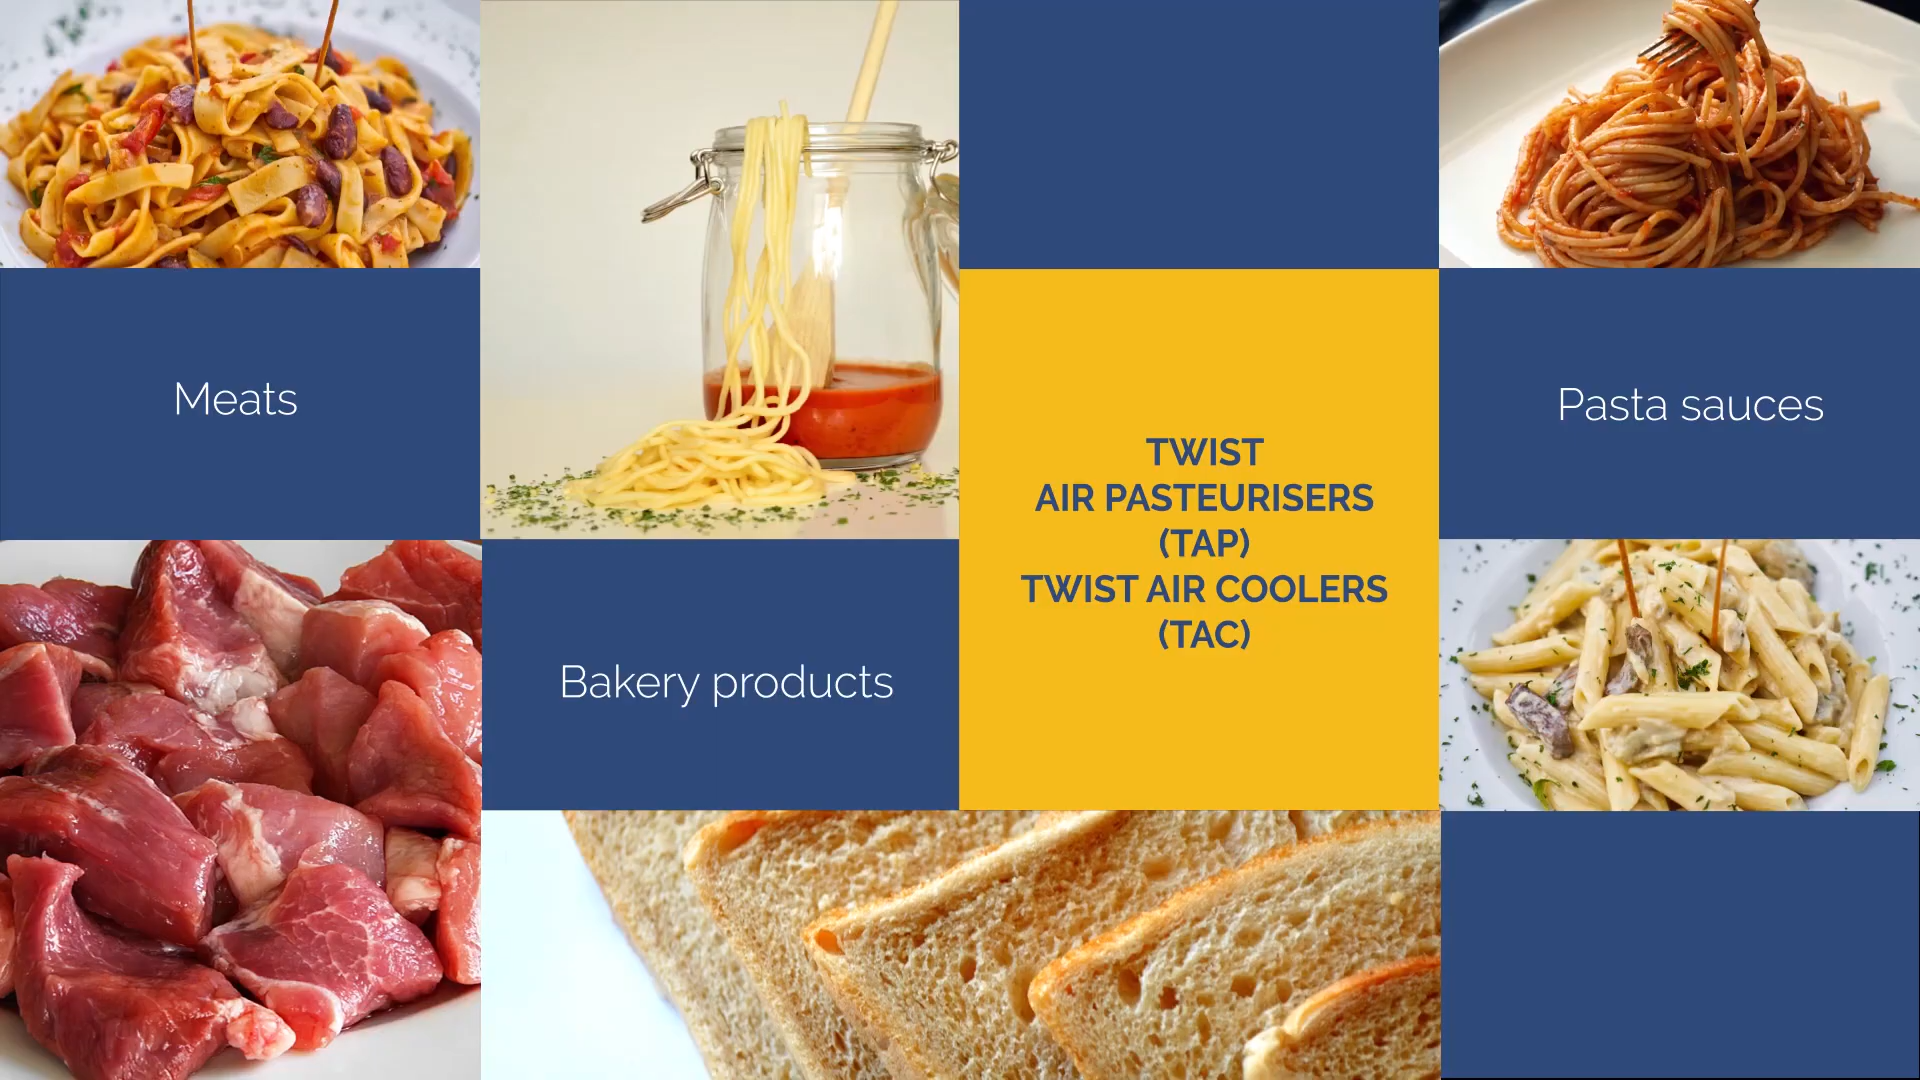 Meats
Pasta sauces
TWIST
AIR PASTEURISERS
(TAP)
TWIST AIR COOLERS
(TAC)
Bakery products